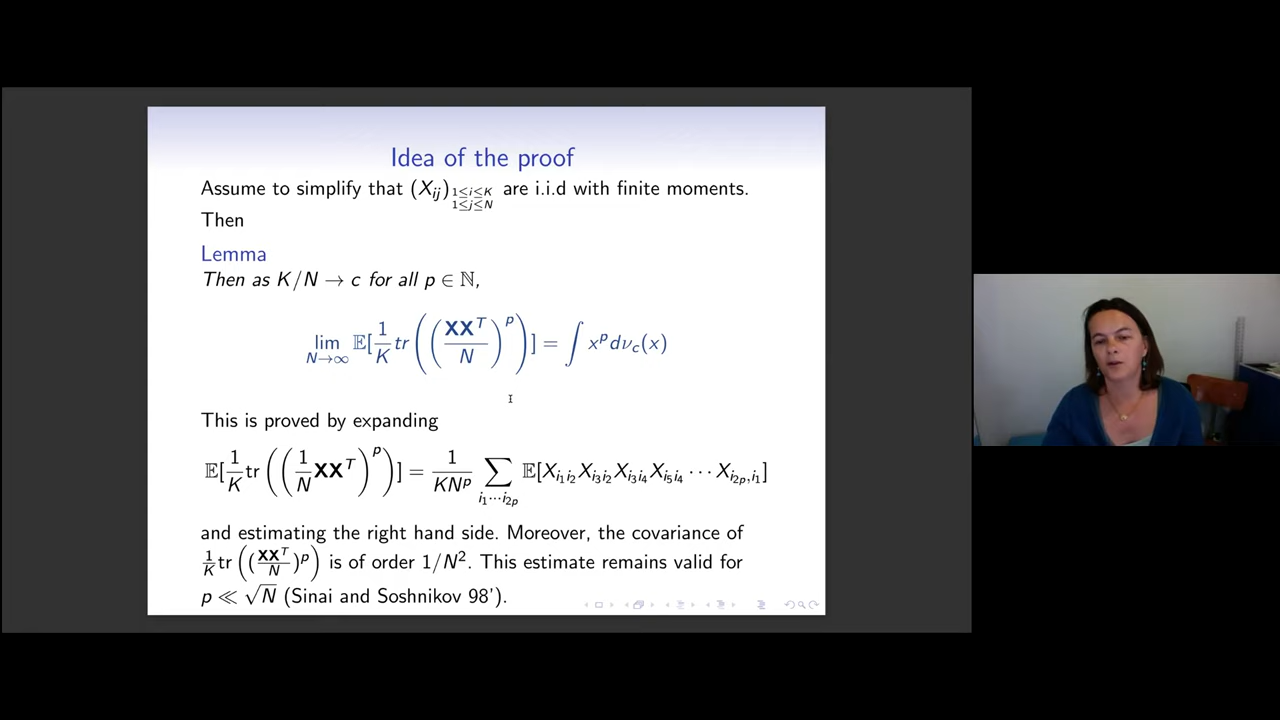 Idea of the proof
Assume to simplify that (X_{ij})_{1≤i≤K, 1≤j≤N} are i.i.d with finite moments.
Then
Lemma
Then as K/N → c for all p ∈ ℕ,
lim_{N→∞} 𝔼[1/K tr((𝐗𝐗^T/N)^p)] = ∫ x^p dν_c(x)
This is proved by expanding
𝔼[1/K tr((1/N 𝐗𝐗^T)^p)] = 1/(KN^p) ∑_{i_1⋯i_{2p}} 𝔼[X_{i_1 i_2} X_{i_3 i_2} X_{i_3 i_4} X_{i_5 i_4} ⋯ X_{i_{2p},i_1}]
and estimating the right hand side. Moreover, the covariance of
1/K tr((𝐗𝐗^T/N)^p) is of order 1/N². This estimate remains valid for
p ≪ √N (Sinai and Soshnikov 98').